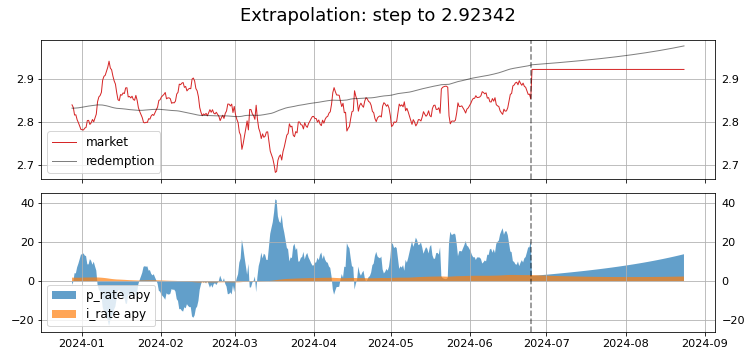 Extrapolation: step to 2.92342
2.9 2.9
2.8 2.8
2.7 2.7
market
redemption
40 40
20 20
0 0
−20 −20
p_rate apy
i_rate apy
2024-01 2024-02 2024-03 2024-04 2024-05 2024-06 2024-07 2024-08 2024-09